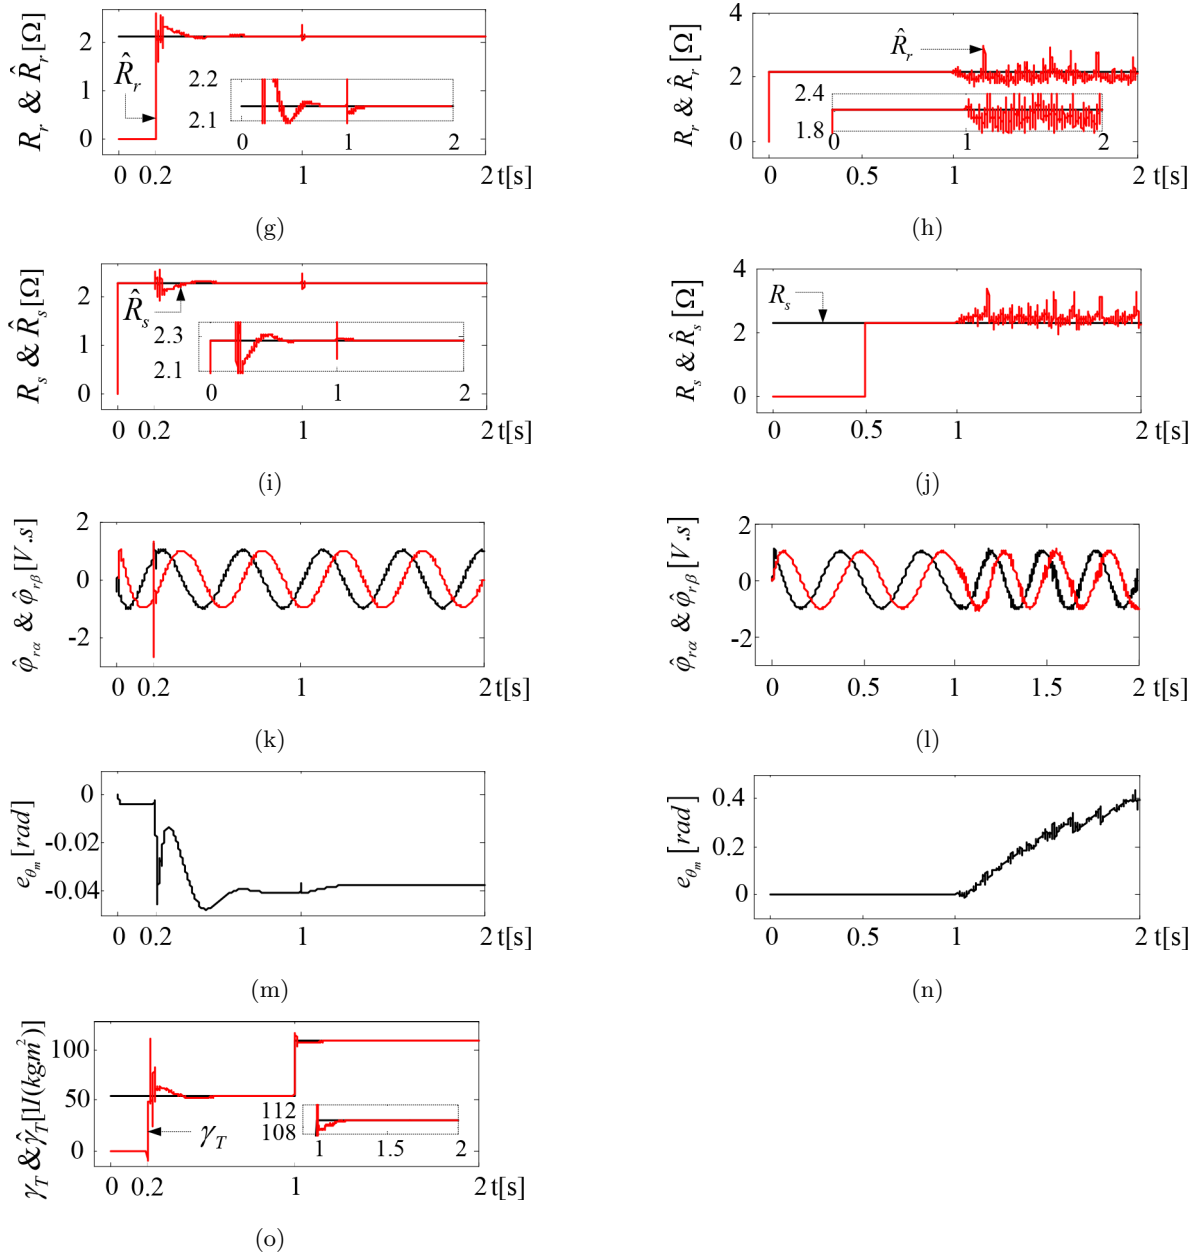 R_r & R̂_r [Ω]
2
1
0
R̂_r
2.2
2.1
0 1 2
0 0.2 1 2 t[s]
(g)
R_r & R̂_r [Ω]
4
2
0
R̂_r
2.4
1.8
0 1 2
0 0.5 1 2 t[s]
(h)
R_s & R̂_s [Ω]
2
1
0
R̂_s
2.3
2.1
0 1 2
0 0.2 1 2 t[s]
(i)
R_s & R̂_s [Ω]
4
2
0
R_s
0 0.5 1 2 t[s]
(j)
φ̂_rα & φ̂_rβ [V.s]
2
0
-2
0 0.2 1 2 t[s]
(k)
φ̂_rα & φ̂_rβ [V.s]
2
0
-2
0 0.5 1 1.5 2 t[s]
(l)
e_θm [rad]
0
-0.02
-0.04
0 0.2 1 2 t[s]
(m)
e_θm [rad]
0.4
0.2
0
0 0.5 1 2 t[s]
(n)
γ_T & γ̂_T [1/(kg.m²)]
100
50
0
γ_T
112
108
1 1.5 2
0 0.2 1 2 t[s]
(o)